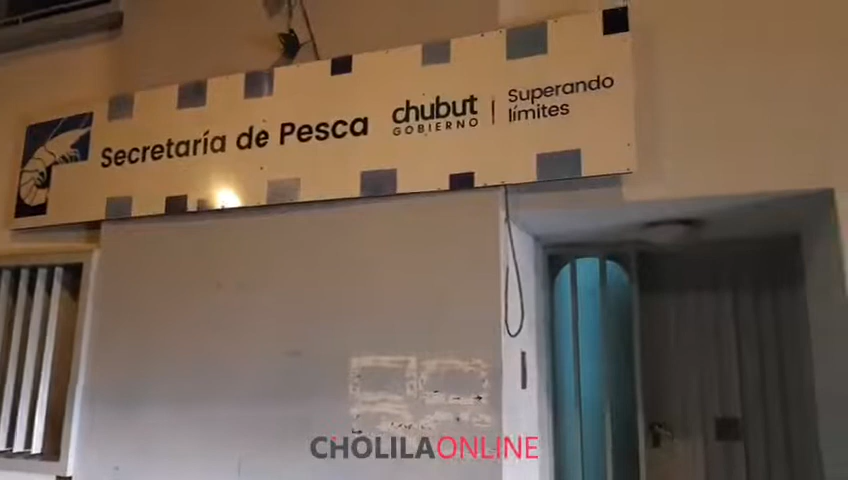 Secretaría de Pesca
chubut
GOBIERNO
Superando
límites
CHOLILAONLINE